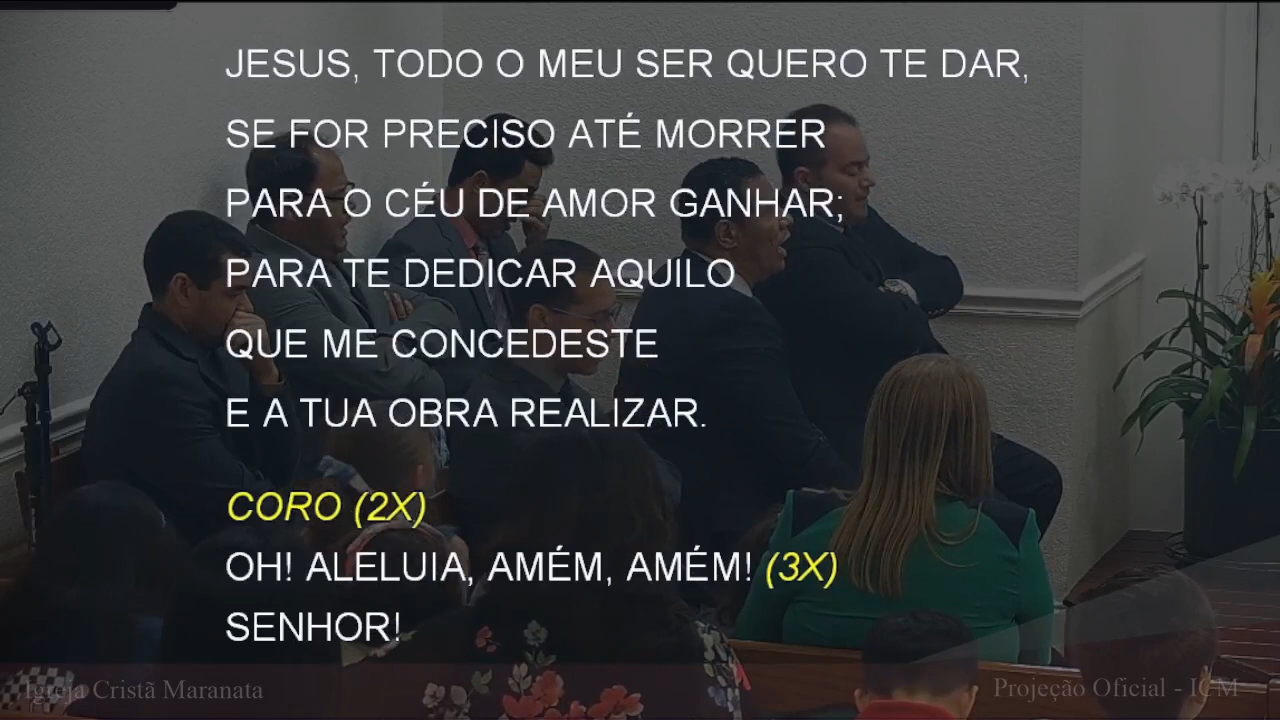 JESUS, TODO O MEU SER QUERO TE DAR,
SE FOR PRECISO ATÉ MORRER
PARA O CÉU DE AMOR GANHAR;
PARA TE DEDICAR AQUILO
QUE ME CONCEDESTE
E A TUA OBRA REALIZAR.
CORO (2X)
OH! ALELUIA, AMÉM, AMÉM! (3X)
SENHOR!
Igreja Cristã Maranata
Projeção Oficial - ICM